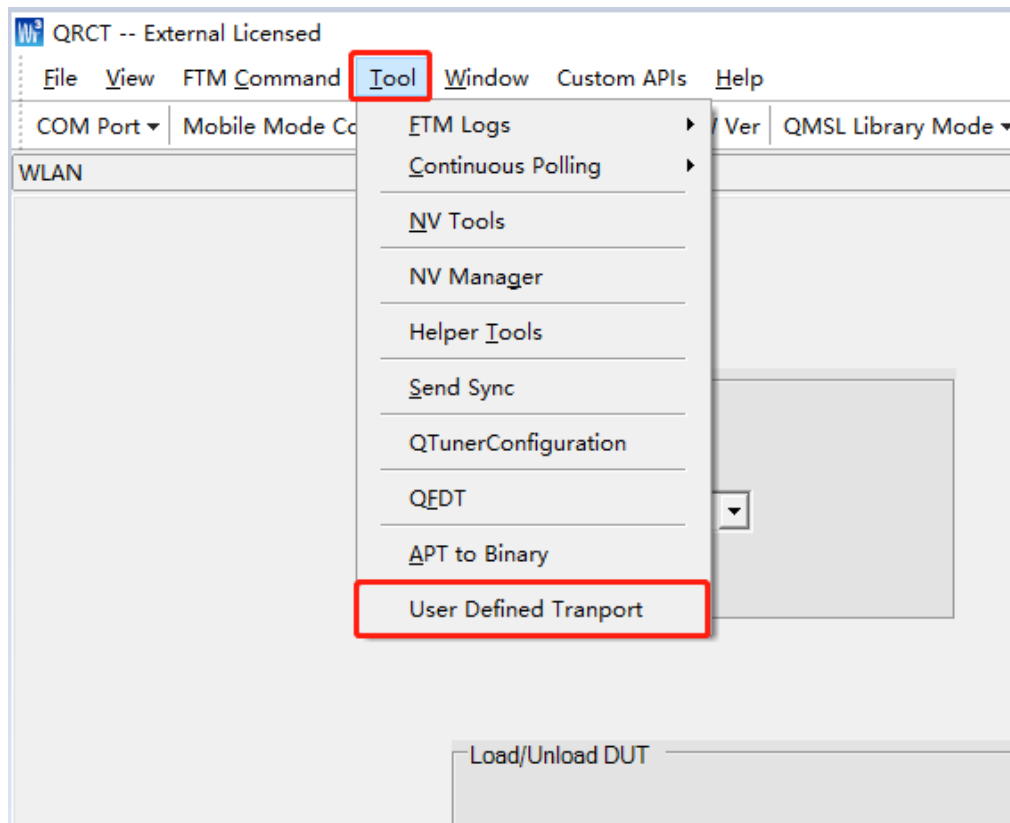 QRCT -- External Licensed
File View FTM Command Tool Window Custom APIs Help
COM Port Mobile Mode Ver QMSL Library Mode
WLAN
FTM Logs
Continuous Polling
NV Tools
NV Manager
Helper Tools
Send Sync
QTunerConfiguration
QFDT
APT to Binary
User Defined Tranport
Load/Unload DUT